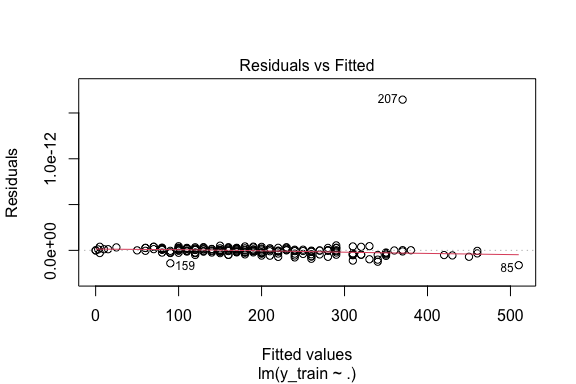 Residuals vs Fitted
207
1.0e-12
Residuals
0.0e+00
159
85
0 100 200 300 400 500
Fitted values
lm(y_train ~ .)